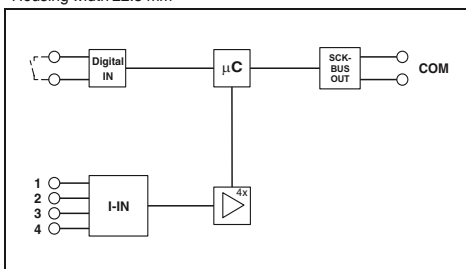 Housing width 22.5 mm
Digital
IN
μC
SCK-
BUS
OUT
COM
1
2
3
4
I-IN
4x